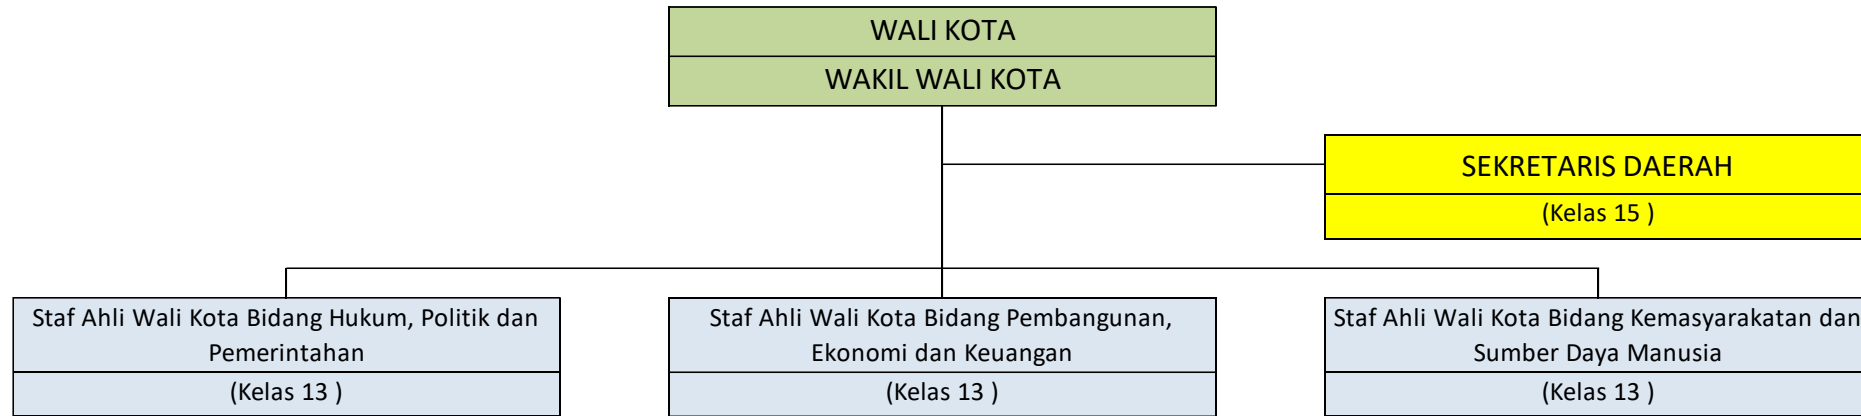 WALI KOTA
WAKIL WALI KOTA
SEKRETARIS DAERAH
(Kelas 15 )
Staf Ahli Wali Kota Bidang Hukum, Politik dan
Pemerintahan
(Kelas 13 )
Staf Ahli Wali Kota Bidang Pembangunan,
Ekonomi dan Keuangan
(Kelas 13 )
Staf Ahli Wali Kota Bidang Kemasyarakatan dan
Sumber Daya Manusia
(Kelas 13 )